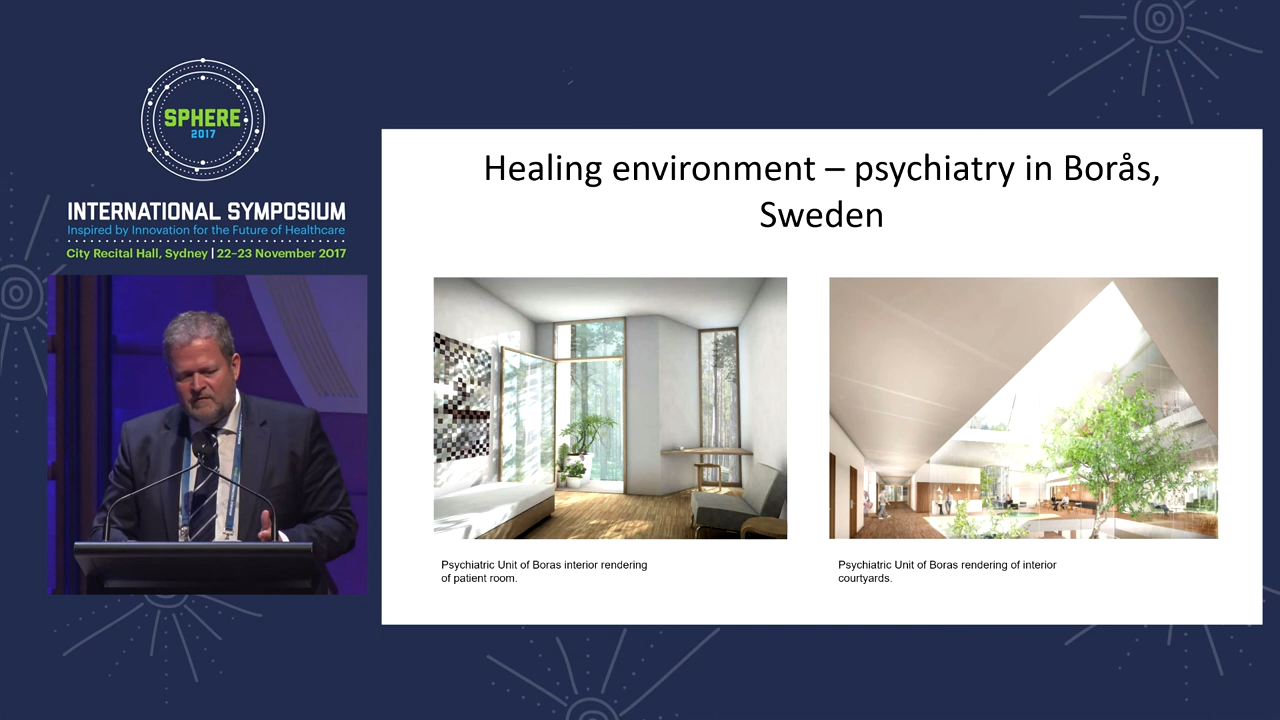 SPHERE
2017
INTERNATIONAL SYMPOSIUM
Inspired by Innovation for the Future of Healthcare
City Recital Hall, Sydney | 22–23 November 2017
Healing environment – psychiatry in Borås,
Sweden
Psychiatric Unit of Boras interior rendering
of patient room.
Psychiatric Unit of Boras rendering of interior
courtyards.